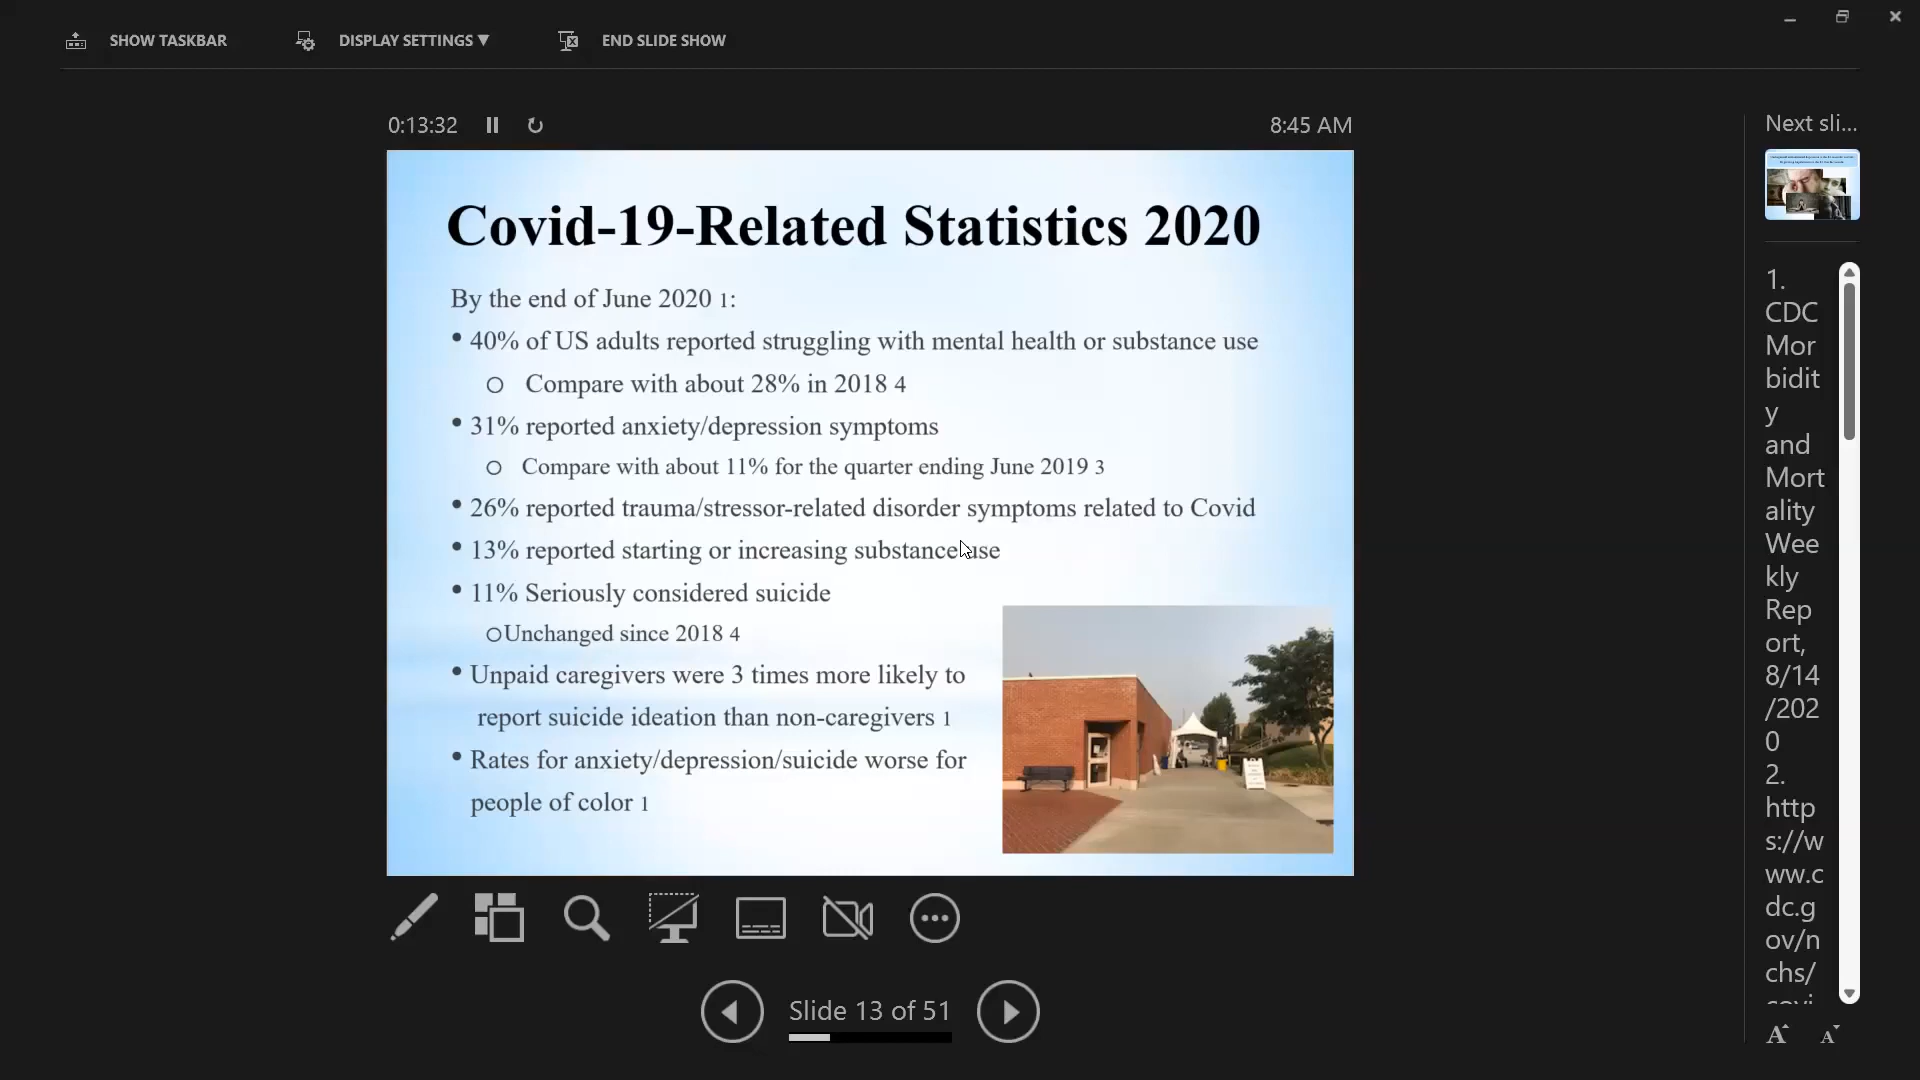 SHOW TASKBAR
DISPLAY SETTINGS ▼
END SLIDE SHOW
0:13:32
8:45 AM
Covid-19-Related Statistics 2020
By the end of June 2020 1:
• 40% of US adults reported struggling with mental health or substance use
○ Compare with about 28% in 2018 4
• 31% reported anxiety/depression symptoms
○ Compare with about 11% for the quarter ending June 2019 3
• 26% reported trauma/stressor-related disorder symptoms related to Covid
• 13% reported starting or increasing substance use
• 11% Seriously considered suicide
○Unchanged since 2018 4
• Unpaid caregivers were 3 times more likely to
report suicide ideation than non-caregivers 1
• Rates for anxiety/depression/suicide worse for
people of color 1
Slide 13 of 51
Next sli...
1.
CDC
Mor
bidit
y
and
Mort
ality
Wee
kly
Rep
ort,
8/14
/202
0
2.
http
s://w
ww.c
dc.g
ov/n
chs/
covi
A A